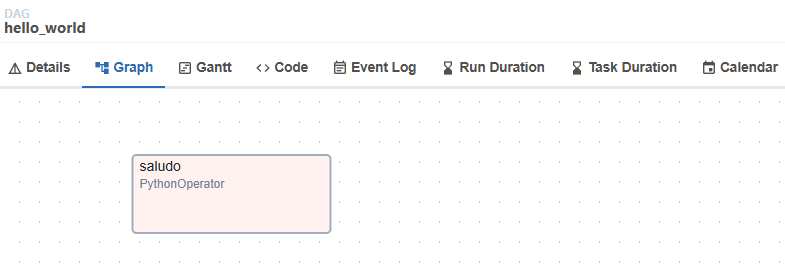 DAG
hello_world
Details Graph Gantt Code Event Log Run Duration Task Duration Calendar
saludo
PythonOperator